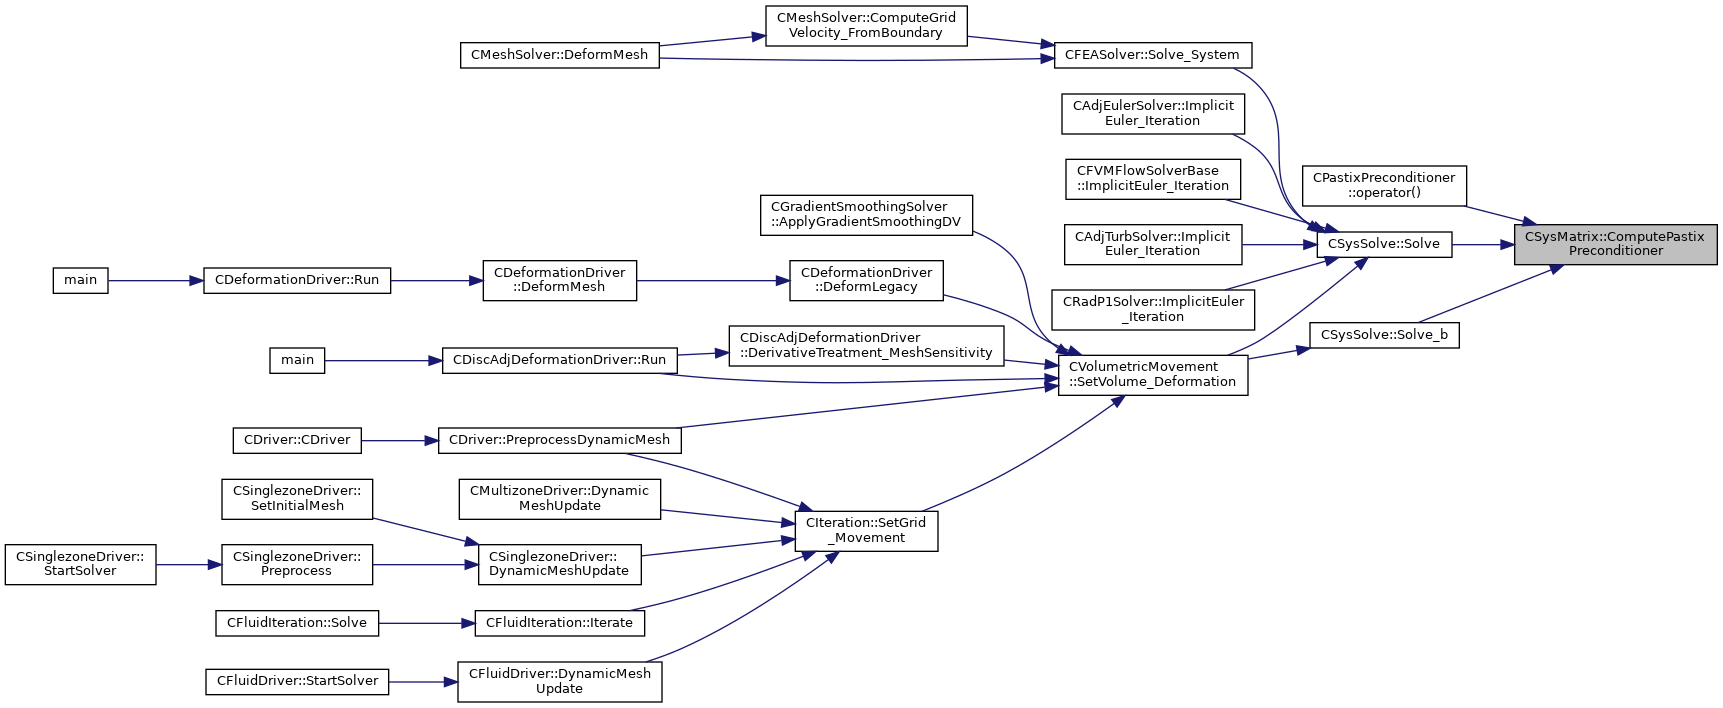 CMeshSolver::ComputeGrid
Velocity_FromBoundary
CMeshSolver::DeformMesh
CFEASolver::Solve_System
CAdjEulerSolver::Implicit
Euler_Iteration
CFVMFlowSolverBase
::ImplicitEuler_Iteration
CPastixPreconditioner
::operator()
CGradientSmoothingSolver
::ApplyGradientSmoothingDV
CAdjTurbSolver::Implicit
Euler_Iteration
CSysSolve::Solve
CSysMatrix::ComputePastix
Preconditioner
main
CDeformationDriver::Run
CDeformationDriver
::DeformMesh
CDeformationDriver
::DeformLegacy
CRadP1Solver::ImplicitEuler
_Iteration
CSysSolve::Solve_b
main
CDiscAdjDeformationDriver::Run
CDiscAdjDeformationDriver
::DerivativeTreatment_MeshSensitivity
CVolumetricMovement
::SetVolume_Deformation
CDriver::CDriver
CDriver::PreprocessDynamicMesh
CSinglezoneDriver::
SetInitialMesh
CMultizoneDriver::Dynamic
MeshUpdate
CIteration::SetGrid
_Movement
CSinglezoneDriver::
StartSolver
CSinglezoneDriver::
Preprocess
CSinglezoneDriver::
DynamicMeshUpdate
CFluidIteration::Solve
CFluidIteration::Iterate
CFluidDriver::StartSolver
CFluidDriver::DynamicMesh
Update